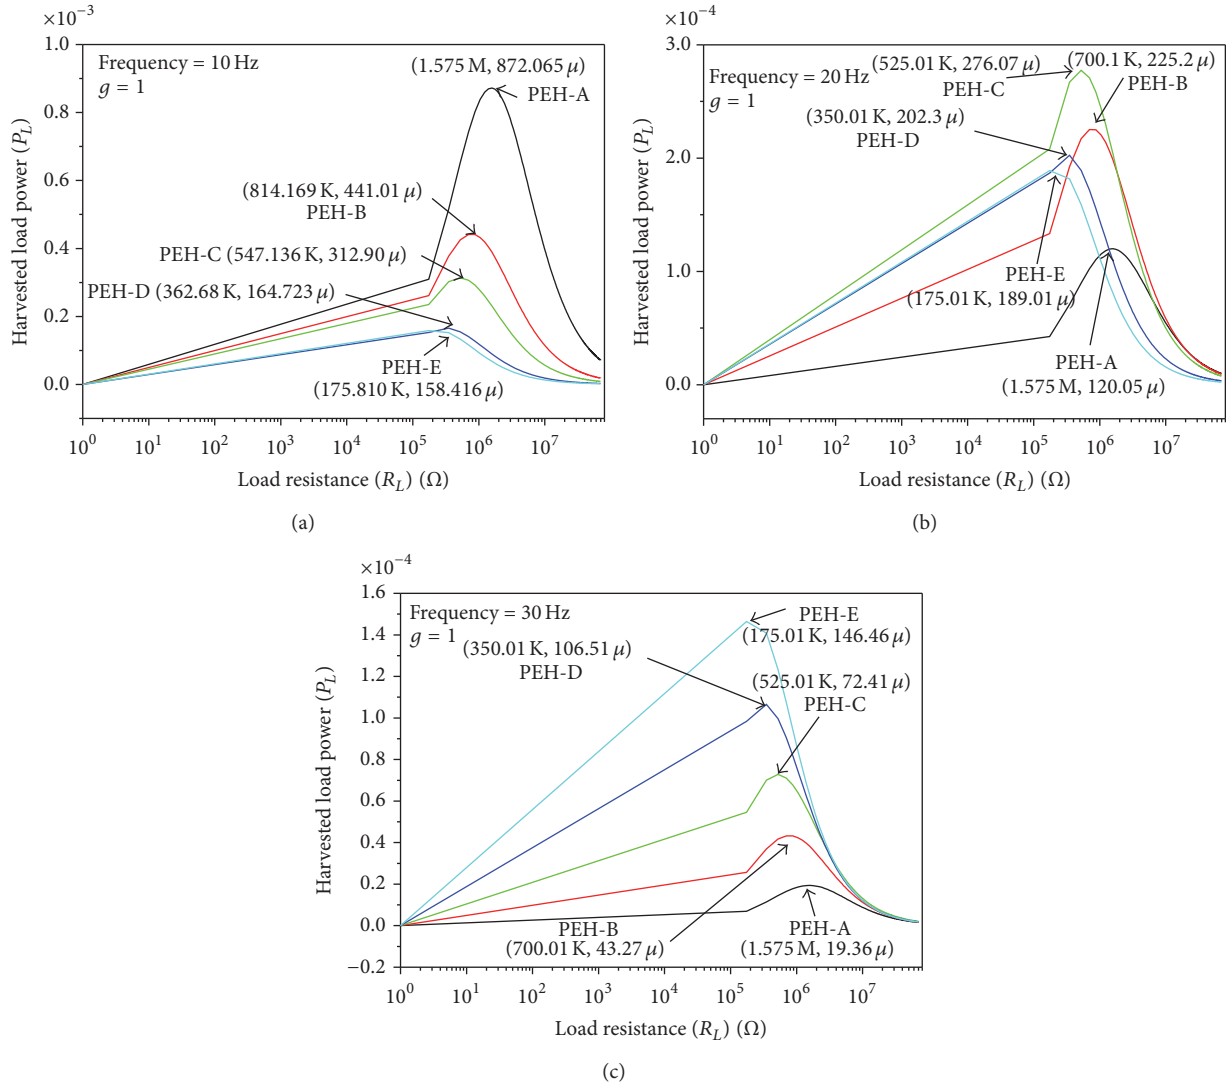 ×10⁻³
1.0
0.8
0.6
0.4
0.2
0.0
Harvested load power (P_L)
Frequency = 10 Hz
g = 1
(1.575 M, 872.065 μ)
PEH-A
(814.169 K, 441.01 μ)
PEH-B
PEH-C (547.136 K, 312.90 μ)
PEH-D (362.68 K, 164.723 μ)
PEH-E
(175.810 K, 158.416 μ)
10⁰ 10¹ 10² 10³ 10⁴ 10⁵ 10⁶ 10⁷
Load resistance (R_L) (Ω)
(a)
×10⁻⁴
3.0
2.0
1.0
0.0
Harvested load power (P_L)
Frequency = 20 Hz
g = 1
(525.01 K, 276.07 μ)
PEH-C
(700.1 K, 225.2 μ)
PEH-B
(350.01 K, 202.3 μ)
PEH-D
PEH-E
(175.01 K, 189.01 μ)
PEH-A
(1.575 M, 120.05 μ)
10⁰ 10¹ 10² 10³ 10⁴ 10⁵ 10⁶ 10⁷
Load resistance (R_L) (Ω)
(b)
×10⁻⁴
1.6
1.4
1.2
1.0
0.8
0.6
0.4
0.2
0.0
−0.2
Harvested load power (P_L)
Frequency = 30 Hz
g = 1
PEH-E
(175.01 K, 146.46 μ)
(350.01 K, 106.51 μ)
PEH-D
(525.01 K, 72.41 μ)
PEH-C
PEH-B
(700.01 K, 43.27 μ)
PEH-A
(1.575 M, 19.36 μ)
10⁰ 10¹ 10² 10³ 10⁴ 10⁵ 10⁶ 10⁷
Load resistance (R_L) (Ω)
(c)